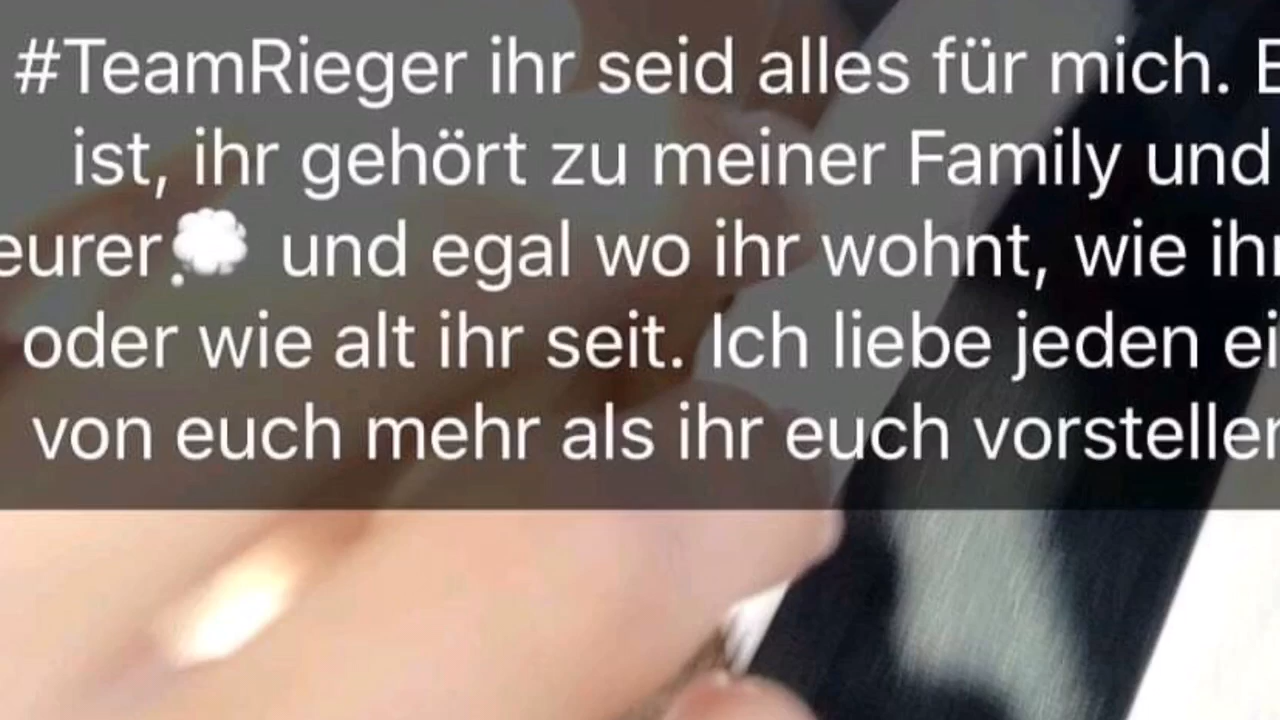 #TeamRieger ihr seid alles für mich.
ist, ihr gehört zu meiner Family und
eurer💭 und egal wo ihr wohnt, wie ihr
oder wie alt ihr seit. Ich liebe jeden
von euch mehr als ihr euch